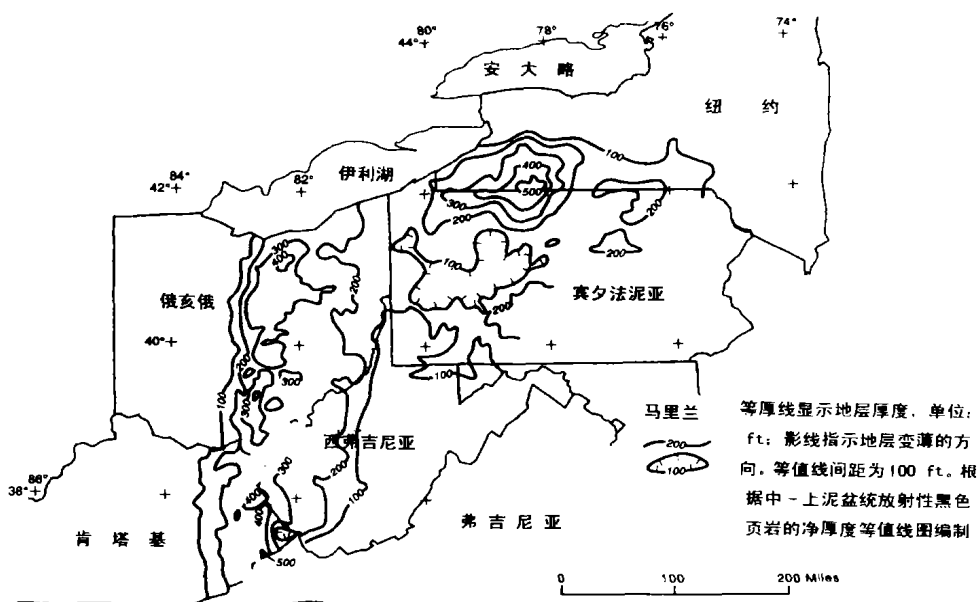 80°
78°
76°
74°
44°
安大略
纽约
100
伊利湖
400
84°
42°
82°
500
300
200
200
300
400
200
100
200
俄亥俄
宾夕法尼亚
200
40°
200
300
100
100
300
马里兰
等厚线显示地层厚度，单位：
ft；影线指示地层变薄的方
向。等值线间距为100 ft。根
据中-上泥盆统放射性黑色
页岩的净厚度等值线图编制
200
100
西弗吉尼亚
300
200
100
86°
38°
400
400
弗吉尼亚
肯塔基
500
0 100 200 Miles